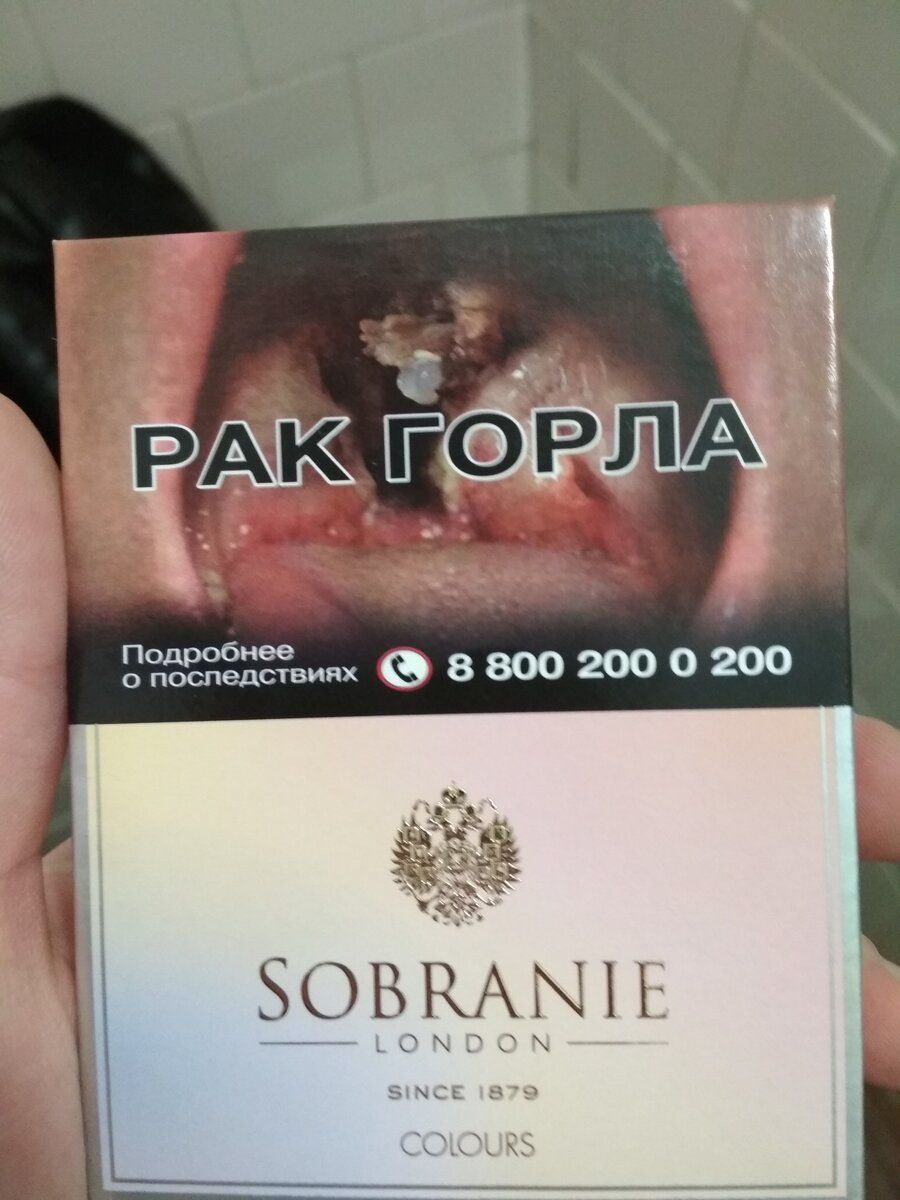 РАК ГОРЛА
Подробнее
о последствиях
8 800 200 0 200
SOBRANIE
LONDON
SINCE 1879
COLOURS